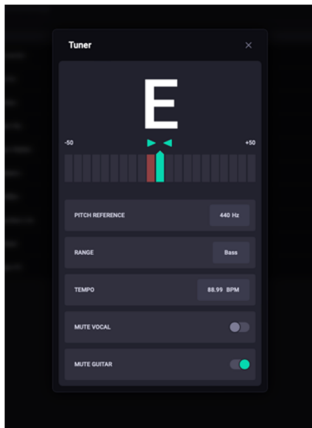 Tuner
E
-50 +50
PITCH REFERENCE 440 Hz
RANGE Bass
TEMPO 88.99 BPM
MUTE VOCAL
MUTE GUITAR